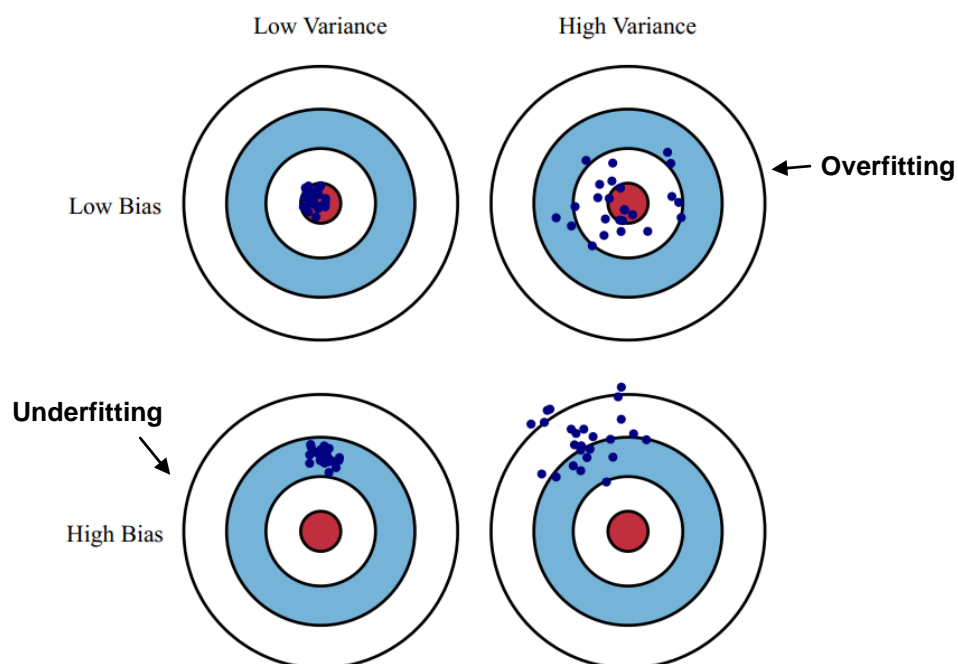 Low Variance
High Variance
Overfitting
Low Bias
Underfitting
High Bias